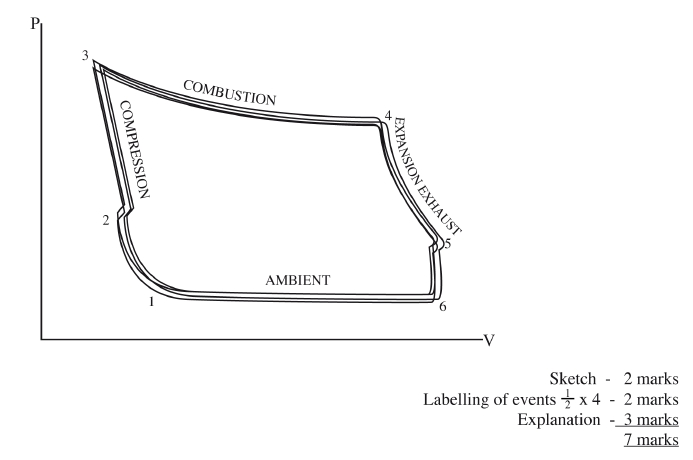 P
3
COMBUSTION
4
COMPRESSION
EXPANSION EXHAUST
2
5
AMBIENT
1
6
V
Sketch - 2 marks
Labelling of events 1/2 x 4 - 2 marks
Explanation - 3 marks
7 marks